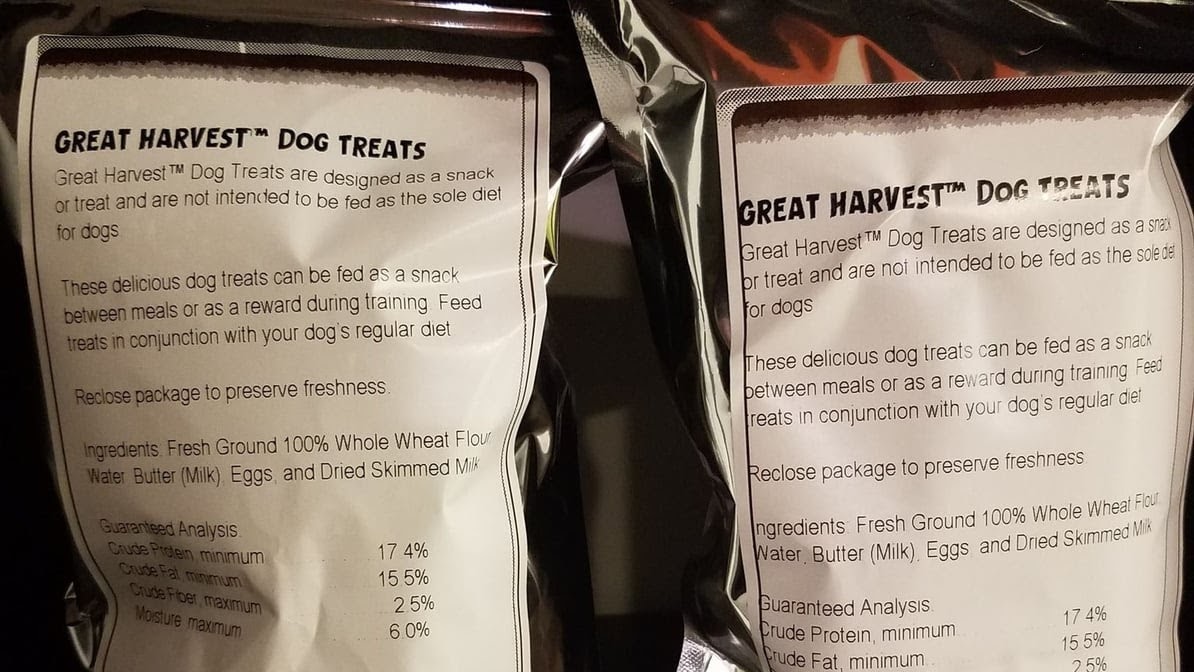 GREAT HARVEST™ DOG TREATS
Great Harvest™ Dog Treats are designed as a snack
or treat and are not intended to be fed as the sole diet
for dogs
These delicious dog treats can be fed as a snack
between meals or as a reward during training Feed
treats in conjunction with your dog's regular diet
Reclose package to preserve freshness.
Ingredients: Fresh Ground 100% Whole Wheat Flour
Water Butter (Milk), Eggs, and Dried Skimmed Milk
Guaranteed Analysis.
Crude Protein, minimum 17.4%
Crude Fat, minimum 15.5%
Crude Fiber, maximum 2.5%
Moisture maximum 6.0%
GREAT HARVEST™ DOG TREATS
Great Harvest™ Dog Treats are designed as a snack
or treat and are not intended to be fed as the sole diet
for dogs
These delicious dog treats can be fed as a snack
between meals or as a reward during training Feed
treats in conjunction with your dog's regular diet
Reclose package to preserve freshness
Ingredients: Fresh Ground 100% Whole Wheat Flour
Water, Butter (Milk), Eggs, and Dried Skimmed Milk
Guaranteed Analysis.
Crude Protein, minimum 17.4%
Crude Fat, minimum 15.5%
2.5%